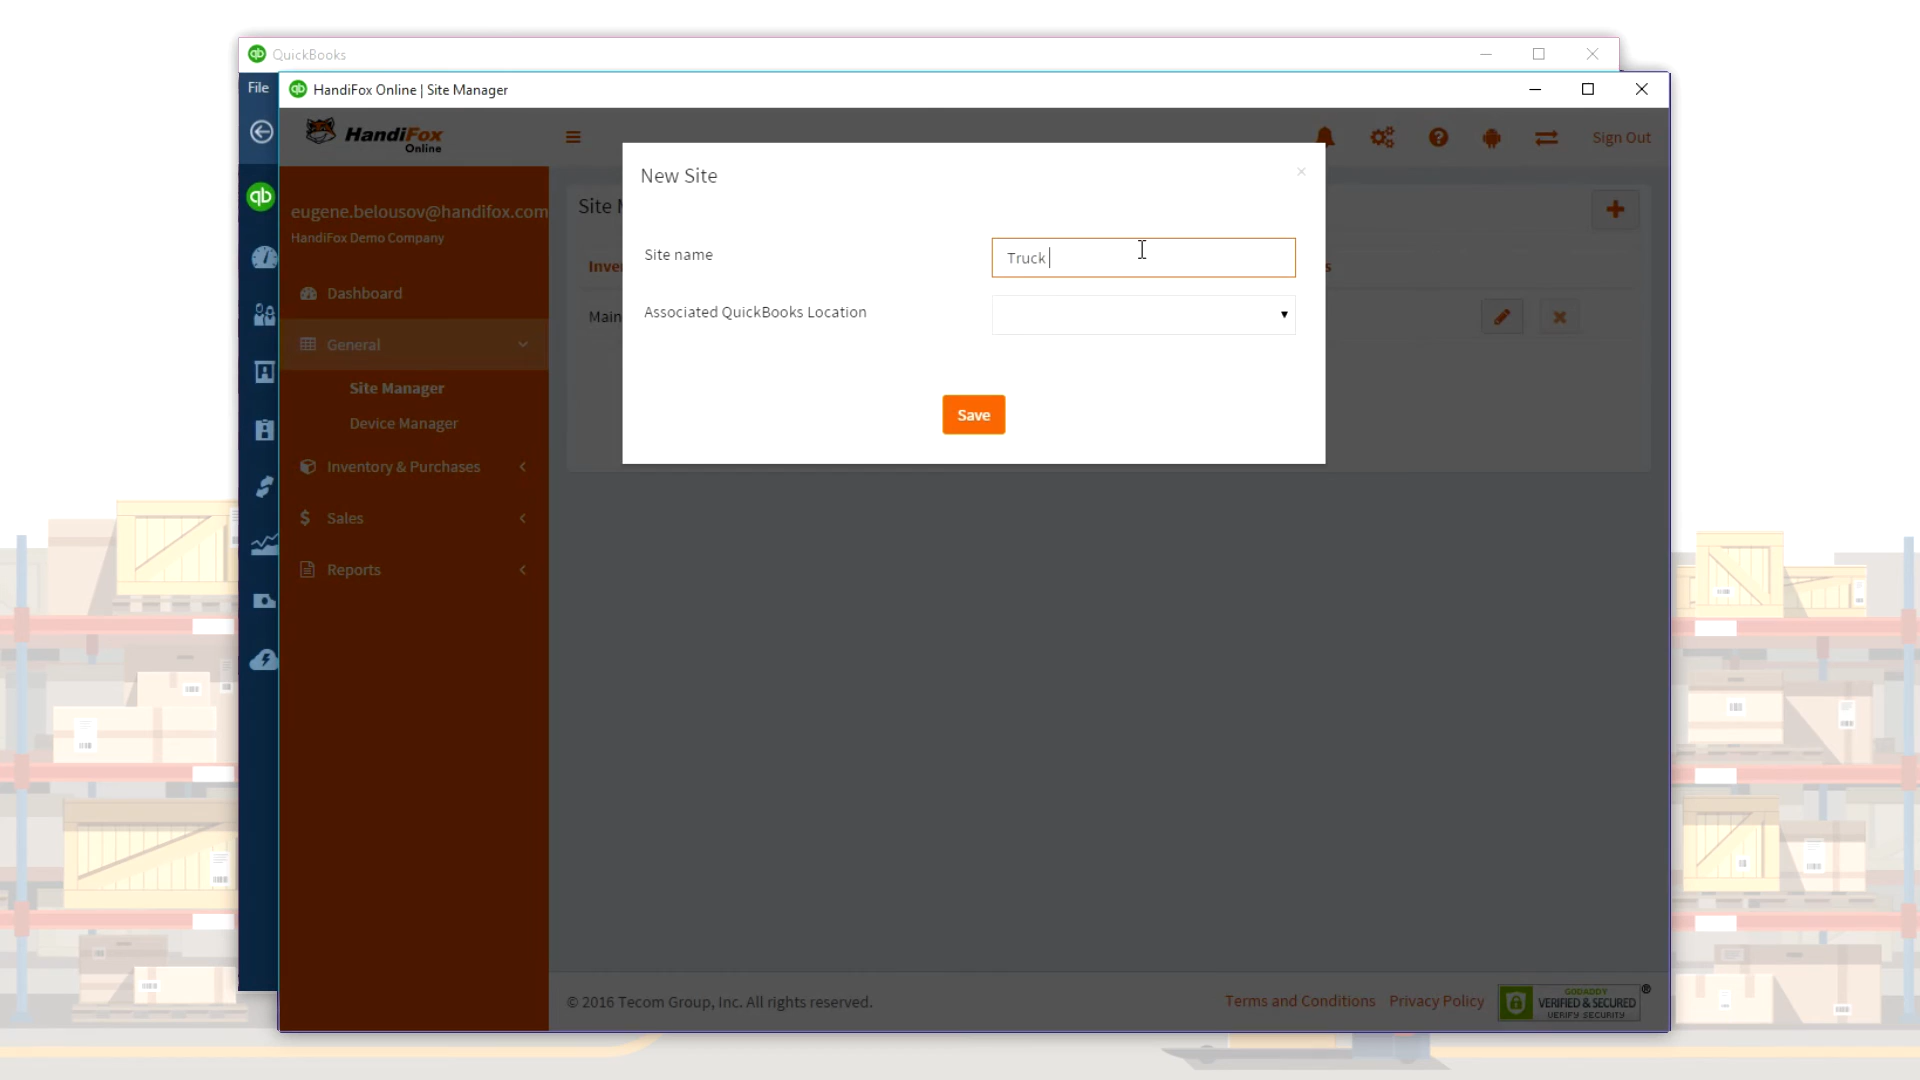 QuickBooks
File
HandiFox Online | Site Manager
HandiFox
Online
Sign Out
eugene.belousov@handifox.com
HandiFox Demo Company
Dashboard
General
Site Manager
Device Manager
Inventory & Purchases
Sales
Reports
Site
New Site
×
Site name
Truck
Associated QuickBooks Location
Save
Main
© 2016 Tecom Group, Inc. All rights reserved.
Terms and Conditions
Privacy Policy
GODADDY
VERIFIED & SECURED
VERIFY SECURITY
®